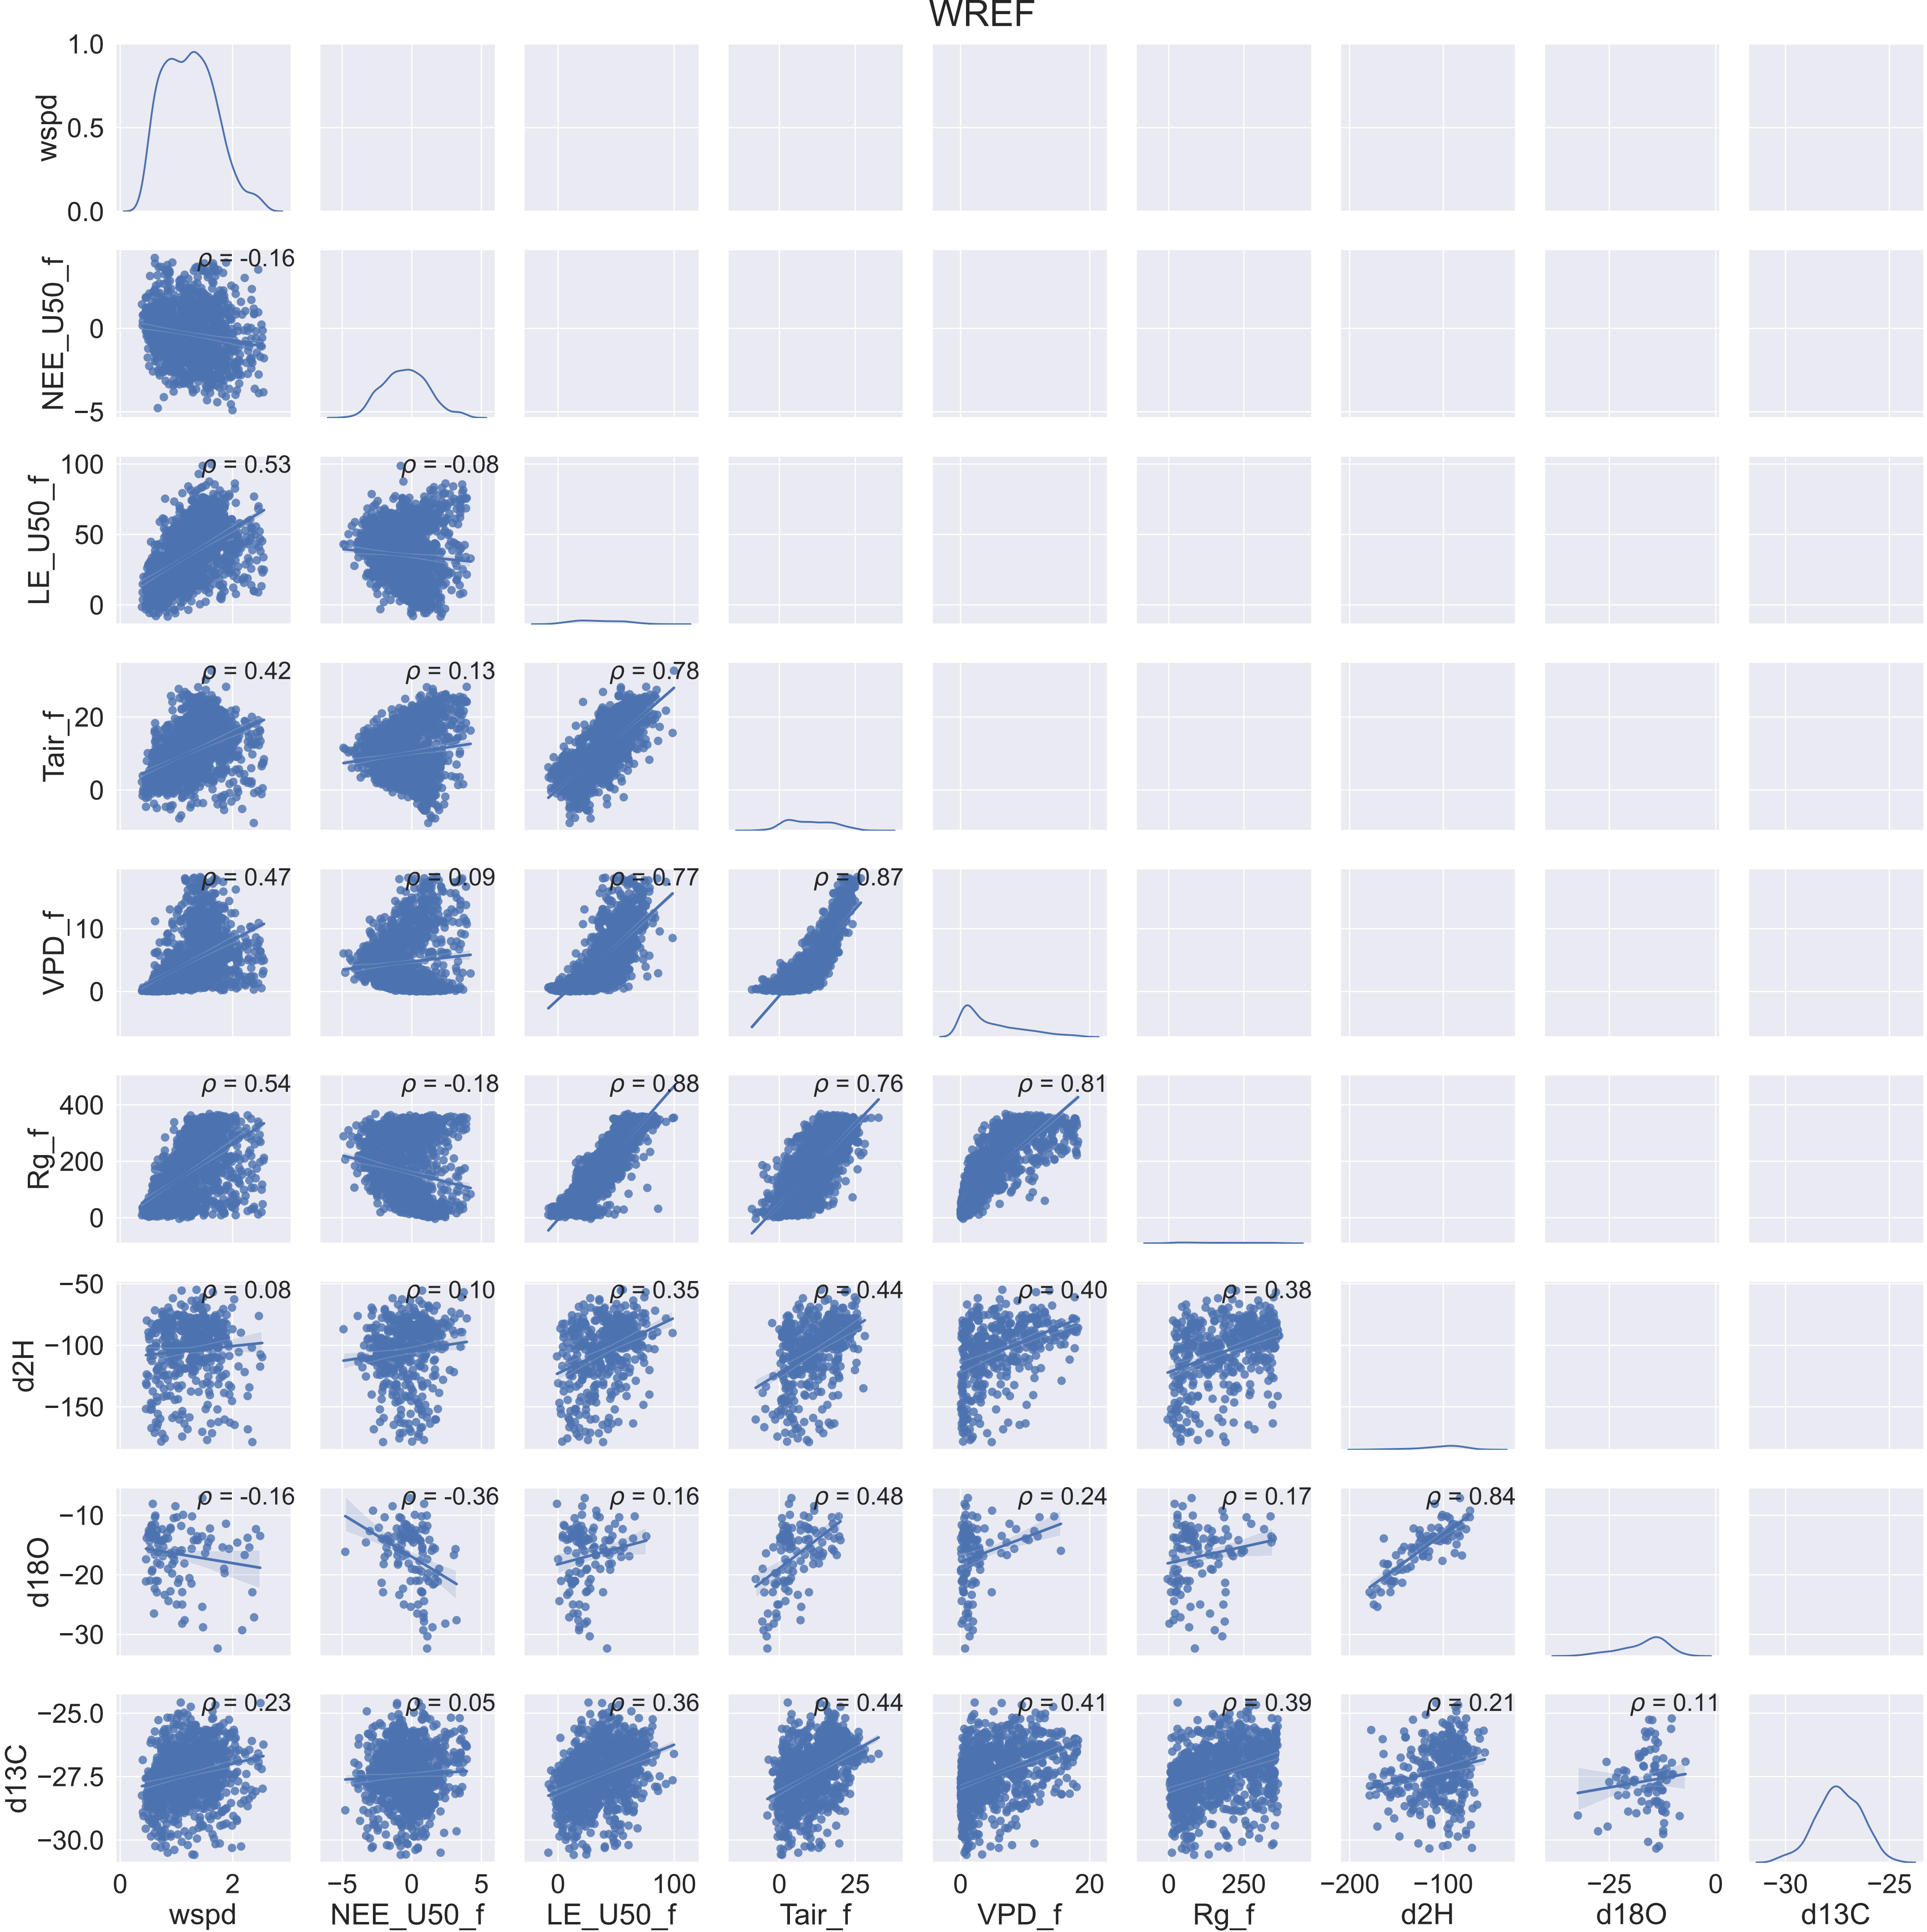 WREF
1.0
0.5
0.0
wspd
ρ = -0.16
0
−5
NEE_U50_f
ρ = 0.53
ρ = -0.08
100
50
0
LE_U50_f
ρ = 0.42
ρ = 0.13
ρ = 0.78
20
0
Tair_f
ρ = 0.47
ρ = 0.09
ρ = 0.77
ρ = 0.87
10
0
VPD_f
ρ = 0.54
ρ = -0.18
ρ = 0.88
ρ = 0.76
ρ = 0.81
400
200
0
Rg_f
ρ = 0.08
ρ = 0.10
ρ = 0.35
ρ = 0.44
ρ = 0.40
ρ = 0.38
−50
−100
−150
d2H
ρ = -0.16
ρ = -0.36
ρ = 0.16
ρ = 0.48
ρ = 0.24
ρ = 0.17
ρ = 0.84
−10
−20
−30
d18O
ρ = 0.23
ρ = 0.05
ρ = 0.36
ρ = 0.44
ρ = 0.41
ρ = 0.39
ρ = 0.21
ρ = 0.11
−25.0
−27.5
−30.0
d13C
0 2 −5 0 5 0 100 0 25 0 20 0 250 −200 −100 −25 0 −30 −25
wspd NEE_U50_f LE_U50_f Tair_f VPD_f Rg_f d2H d18O d13C